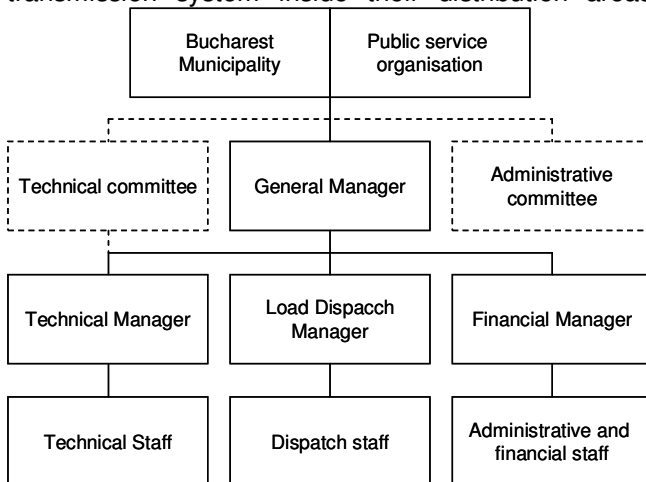 transmission system inside their distribution areas
Bucharest
Municipality
Public service
organisation
Technical committee
General Manager
Administrative
committee
Technical Manager
Load Dispacch
Manager
Financial Manager
Technical Staff
Dispatch staff
Administrative and
financial staff